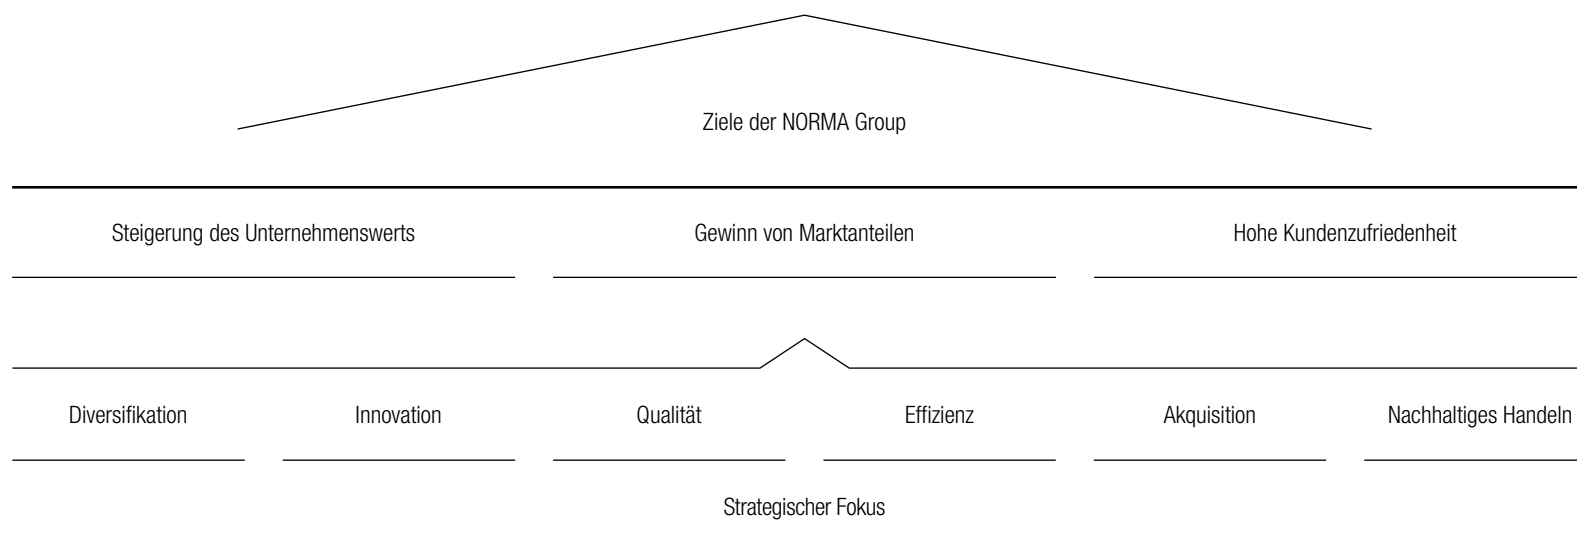 Ziele der NORMA Group
Steigerung des Unternehmenswerts
Gewinn von Marktanteilen
Hohe Kundenzufriedenheit
Diversifikation
Innovation
Qualität
Effizienz
Akquisition
Nachhaltiges Handeln
Strategischer Fokus